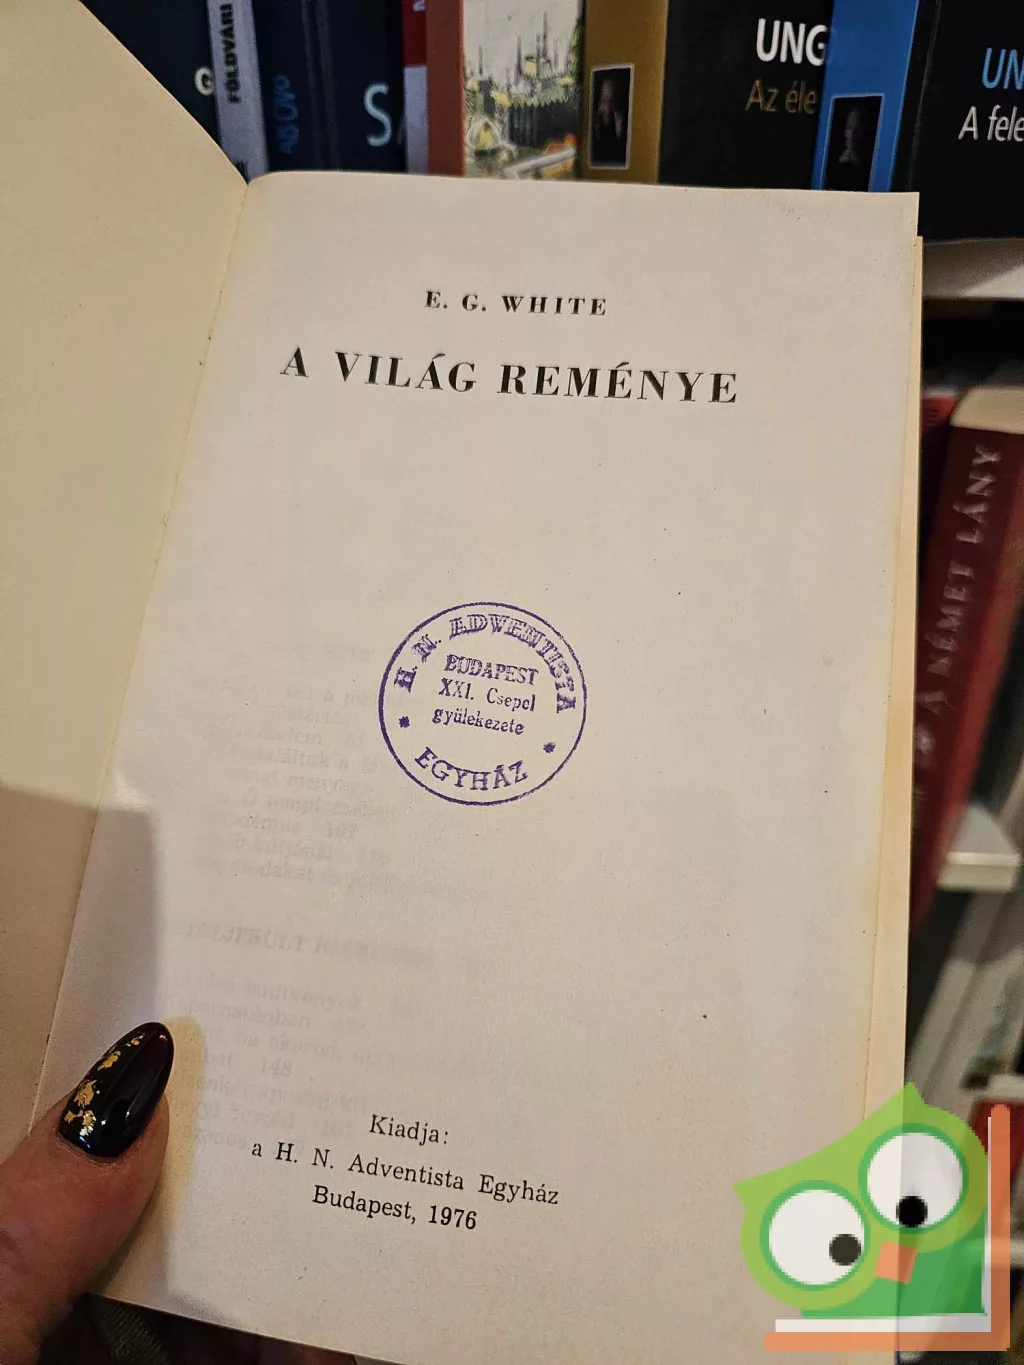 FÖLDVÁRI
UNG
Az éle
UN
A fele
E. G. WHITE
A VILÁG REMÉNYE
H. N. ADVENTISTA
BUDAPEST
XXI. Csepel
gyülekezete
EGYHÁZ
Kiadja:
a H. N. Adventista Egyház
Budapest, 1976
A NÉMET LÁNY